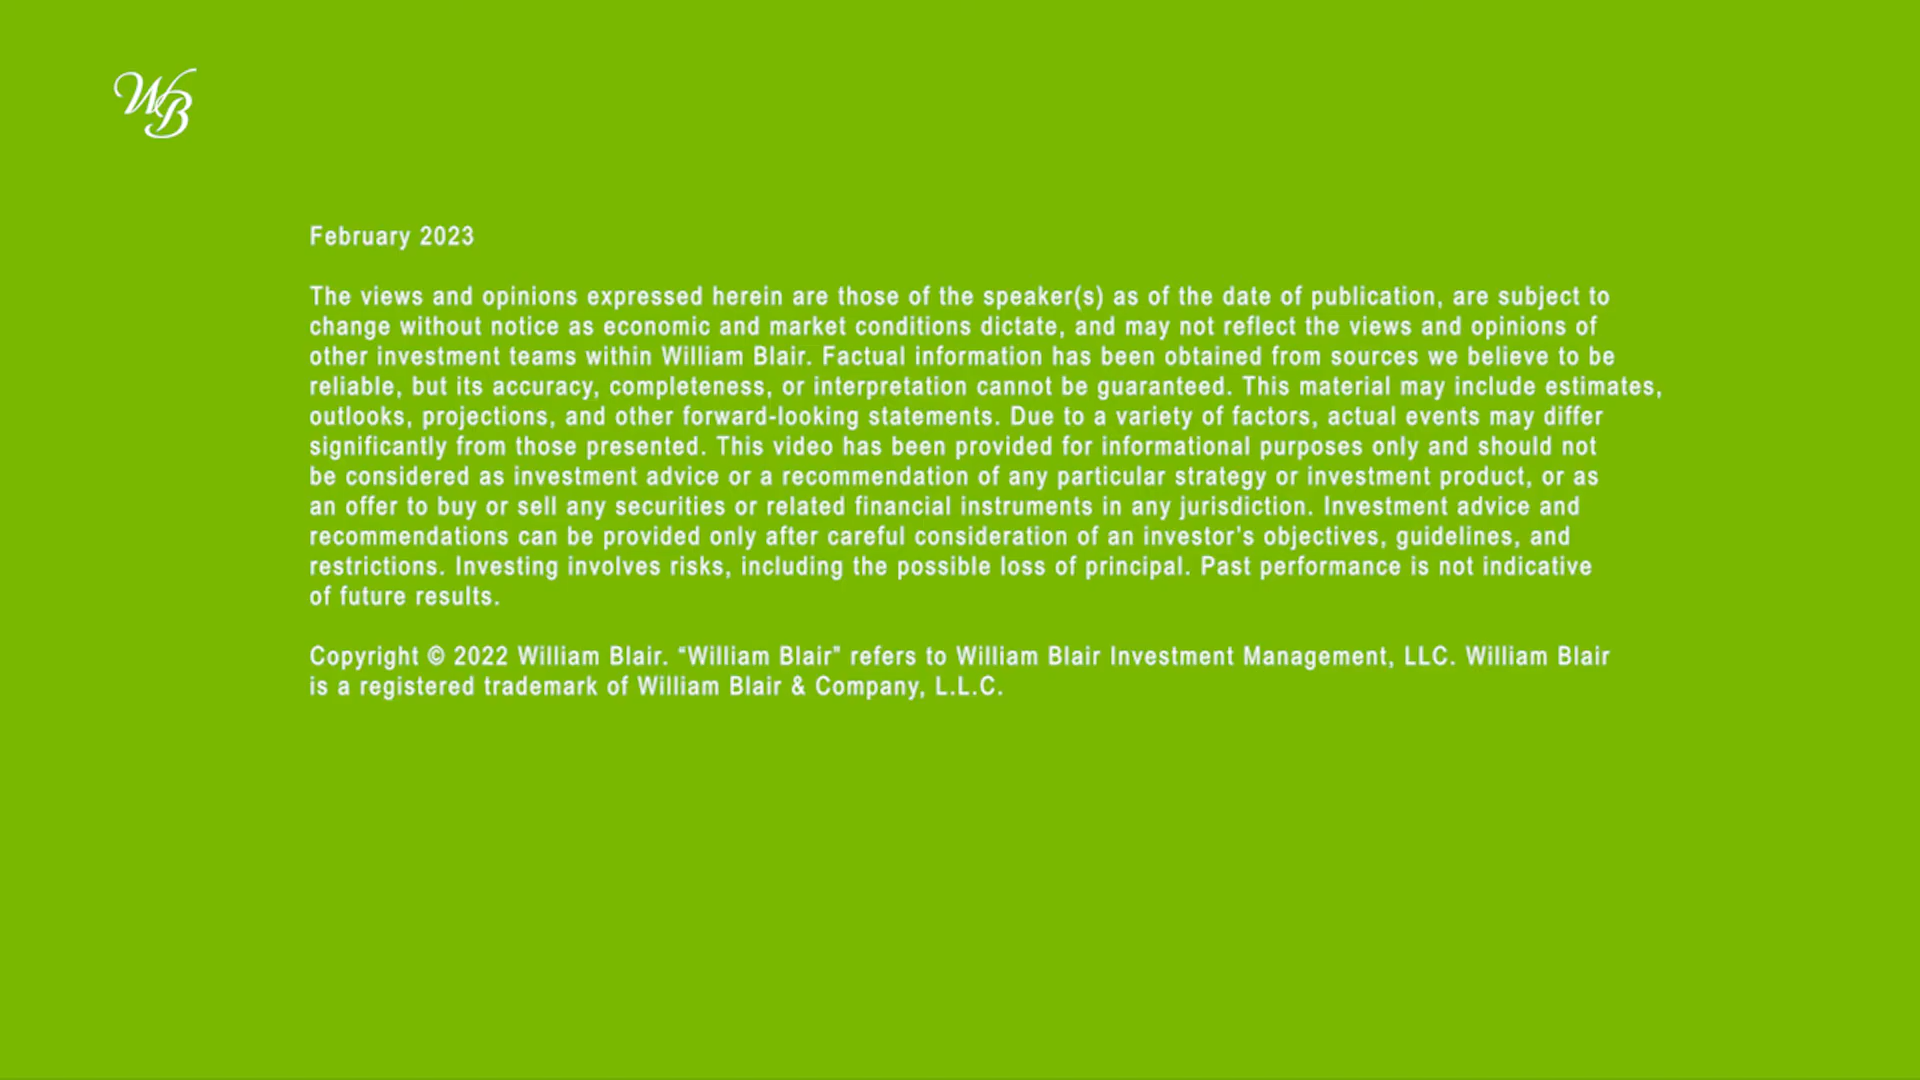 WB
February 2023
The views and opinions expressed herein are those of the speaker(s) as of the date of publication, are subject to
change without notice as economic and market conditions dictate, and may not reflect the views and opinions of
other investment teams within William Blair. Factual information has been obtained from sources we believe to be
reliable, but its accuracy, completeness, or interpretation cannot be guaranteed. This material may include estimates,
outlooks, projections, and other forward-looking statements. Due to a variety of factors, actual events may differ
significantly from those presented. This video has been provided for informational purposes only and should not
be considered as investment advice or a recommendation of any particular strategy or investment product, or as
an offer to buy or sell any securities or related financial instruments in any jurisdiction. Investment advice and
recommendations can be provided only after careful consideration of an investor's objectives, guidelines, and
restrictions. Investing involves risks, including the possible loss of principal. Past performance is not indicative
of future results.
Copyright © 2022 William Blair. “William Blair” refers to William Blair Investment Management, LLC. William Blair
is a registered trademark of William Blair & Company, L.L.C.